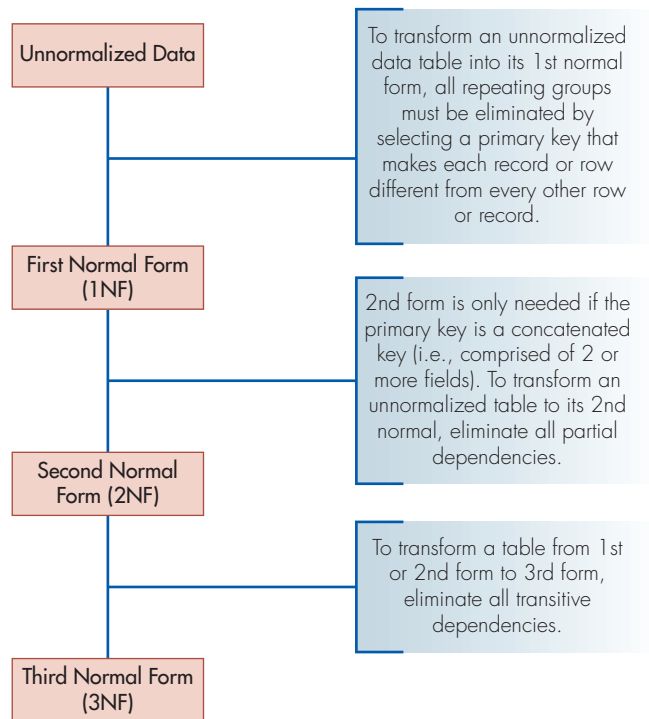 Unnormalized Data
To transform an unnormalized
data table into its 1st normal
form, all repeating groups
must be eliminated by
selecting a primary key that
makes each record or row
different from every other row
or record.
First Normal Form
(1NF)
2nd form is only needed if the
primary key is a concatenated
key (i.e., comprised of 2 or
more fields). To transform an
unnormalized table to its 2nd
normal, eliminate all partial
dependencies.
Second Normal
Form (2NF)
To transform a table from 1st
or 2nd form to 3rd form,
eliminate all transitive
dependencies.
Third Normal Form
(3NF)